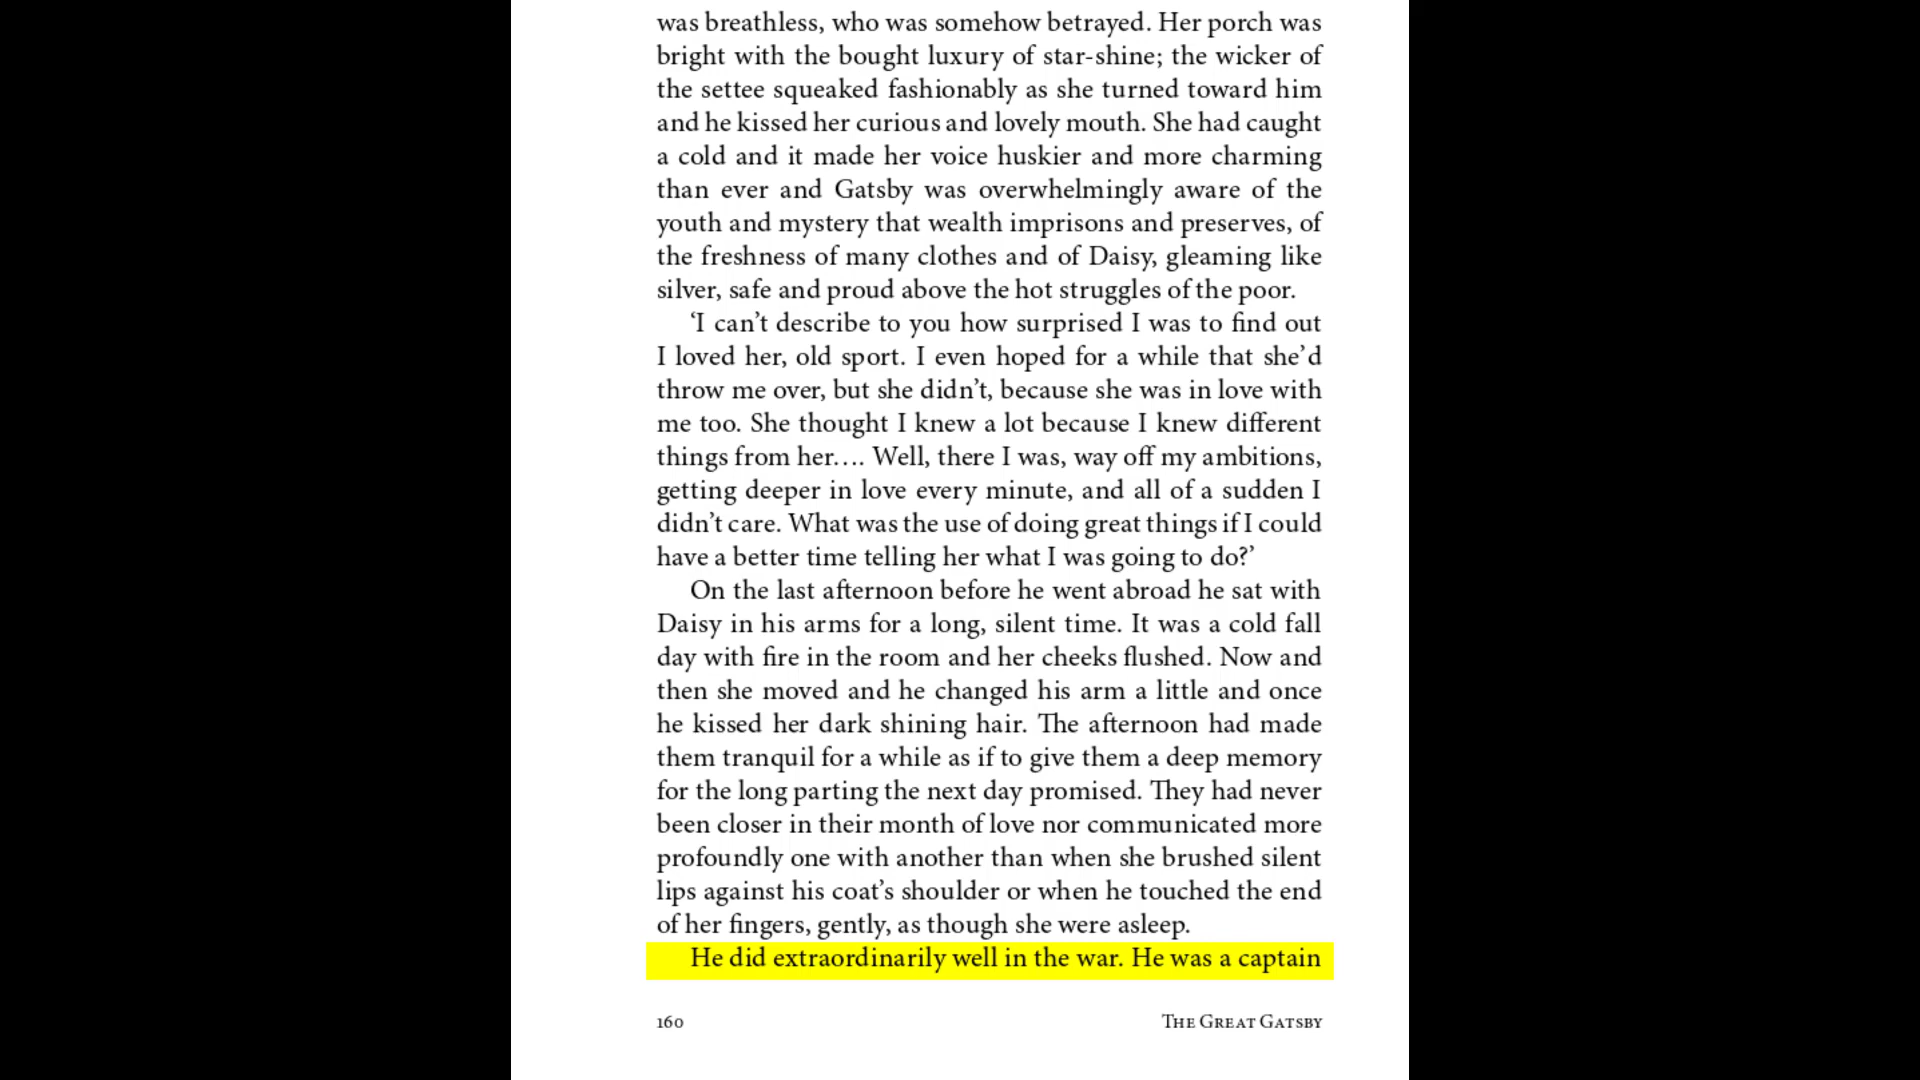 was breathless, who was somehow betrayed. Her porch was
bright with the bought luxury of star-shine; the wicker of
the settee squeaked fashionably as she turned toward him
and he kissed her curious and lovely mouth. She had caught
a cold and it made her voice huskier and more charming
than ever and Gatsby was overwhelmingly aware of the
youth and mystery that wealth imprisons and preserves, of
the freshness of many clothes and of Daisy, gleaming like
silver, safe and proud above the hot struggles of the poor.
‘I can’t describe to you how surprised I was to find out
I loved her, old sport. I even hoped for a while that she’d
throw me over, but she didn’t, because she was in love with
me too. She thought I knew a lot because I knew different
things from her…. Well, there I was, way off my ambitions,
getting deeper in love every minute, and all of a sudden I
didn’t care. What was the use of doing great things if I could
have a better time telling her what I was going to do?’
On the last afternoon before he went abroad he sat with
Daisy in his arms for a long, silent time. It was a cold fall
day with fire in the room and her cheeks flushed. Now and
then she moved and he changed his arm a little and once
he kissed her dark shining hair. The afternoon had made
them tranquil for a while as if to give them a deep memory
for the long parting the next day promised. They had never
been closer in their month of love nor communicated more
profoundly one with another than when she brushed silent
lips against his coat’s shoulder or when he touched the end
of her fingers, gently, as though she were asleep.
He did extraordinarily well in the war. He was a captain
160 The Great Gatsby